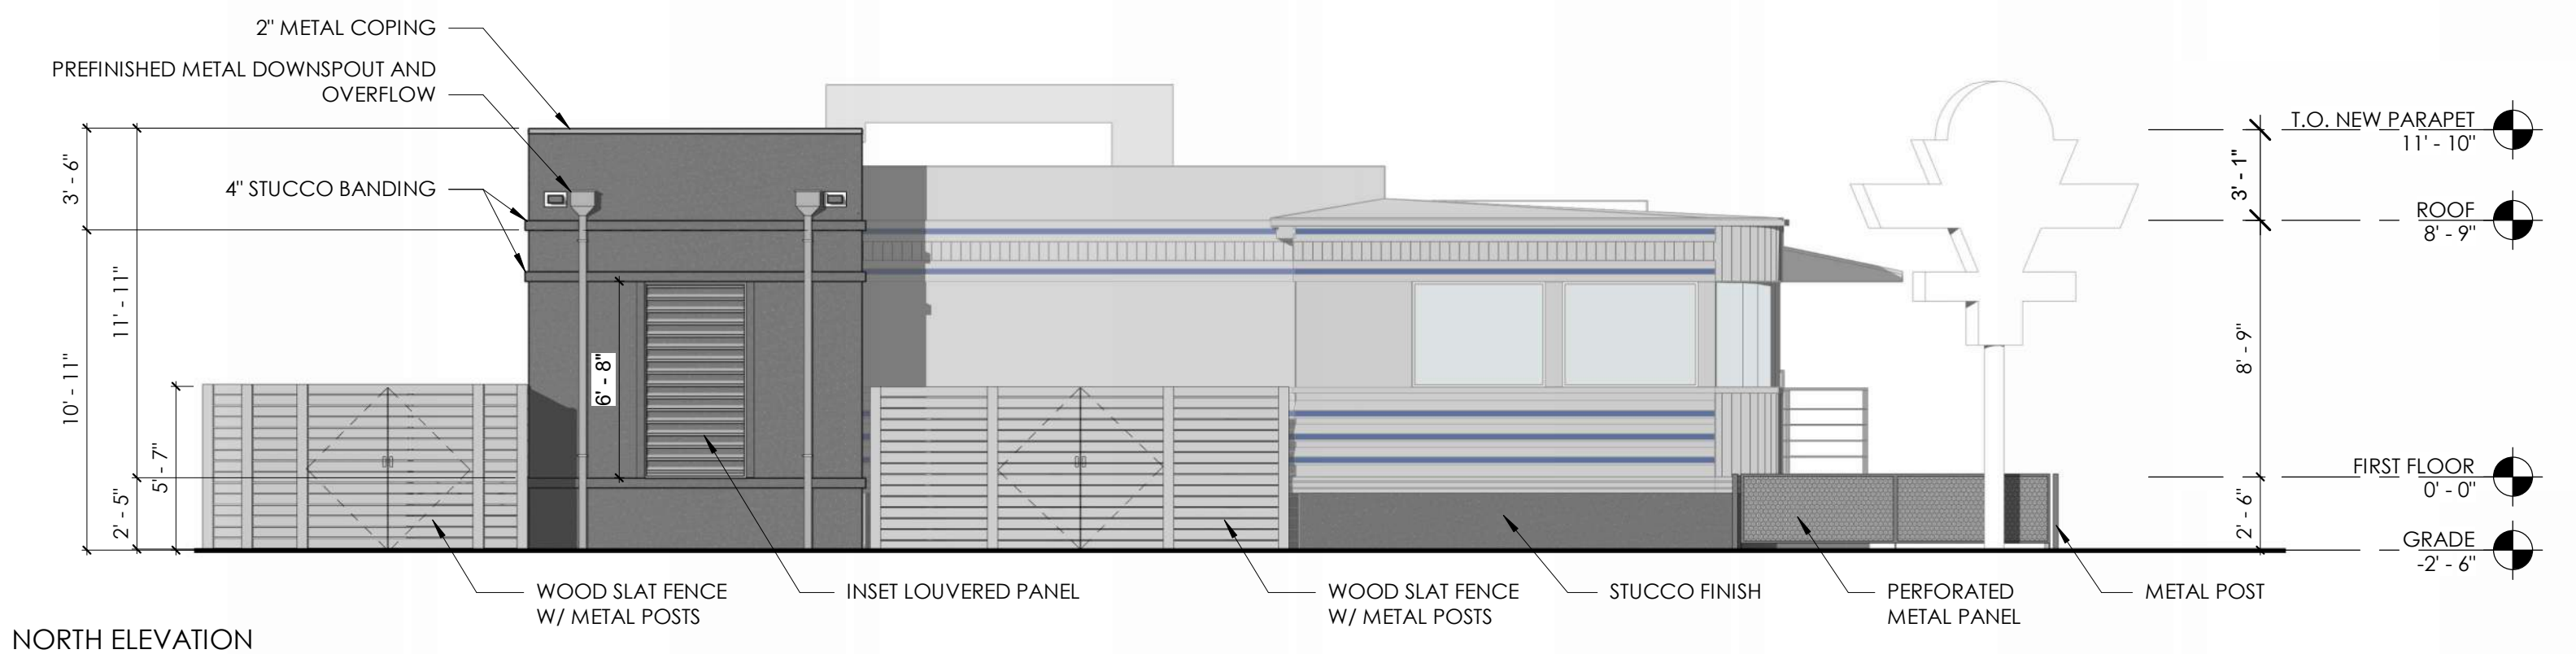 2" METAL COPING
PREFINISHED METAL DOWNSPOUT AND
OVERFLOW
4" STUCCO BANDING
3' - 6"
10' - 11"
11' - 11"
2' - 5"
5' - 7"
6' - 8"
T.O. NEW PARAPET
11' - 10"
3' - 1"
ROOF
8' - 9"
8' - 9"
FIRST FLOOR
0' - 0"
2' - 6"
GRADE
-2' - 6"
WOOD SLAT FENCE
W/ METAL POSTS
INSET LOUVERED PANEL
WOOD SLAT FENCE
W/ METAL POSTS
STUCCO FINISH
PERFORATED
METAL PANEL
METAL POST
NORTH ELEVATION